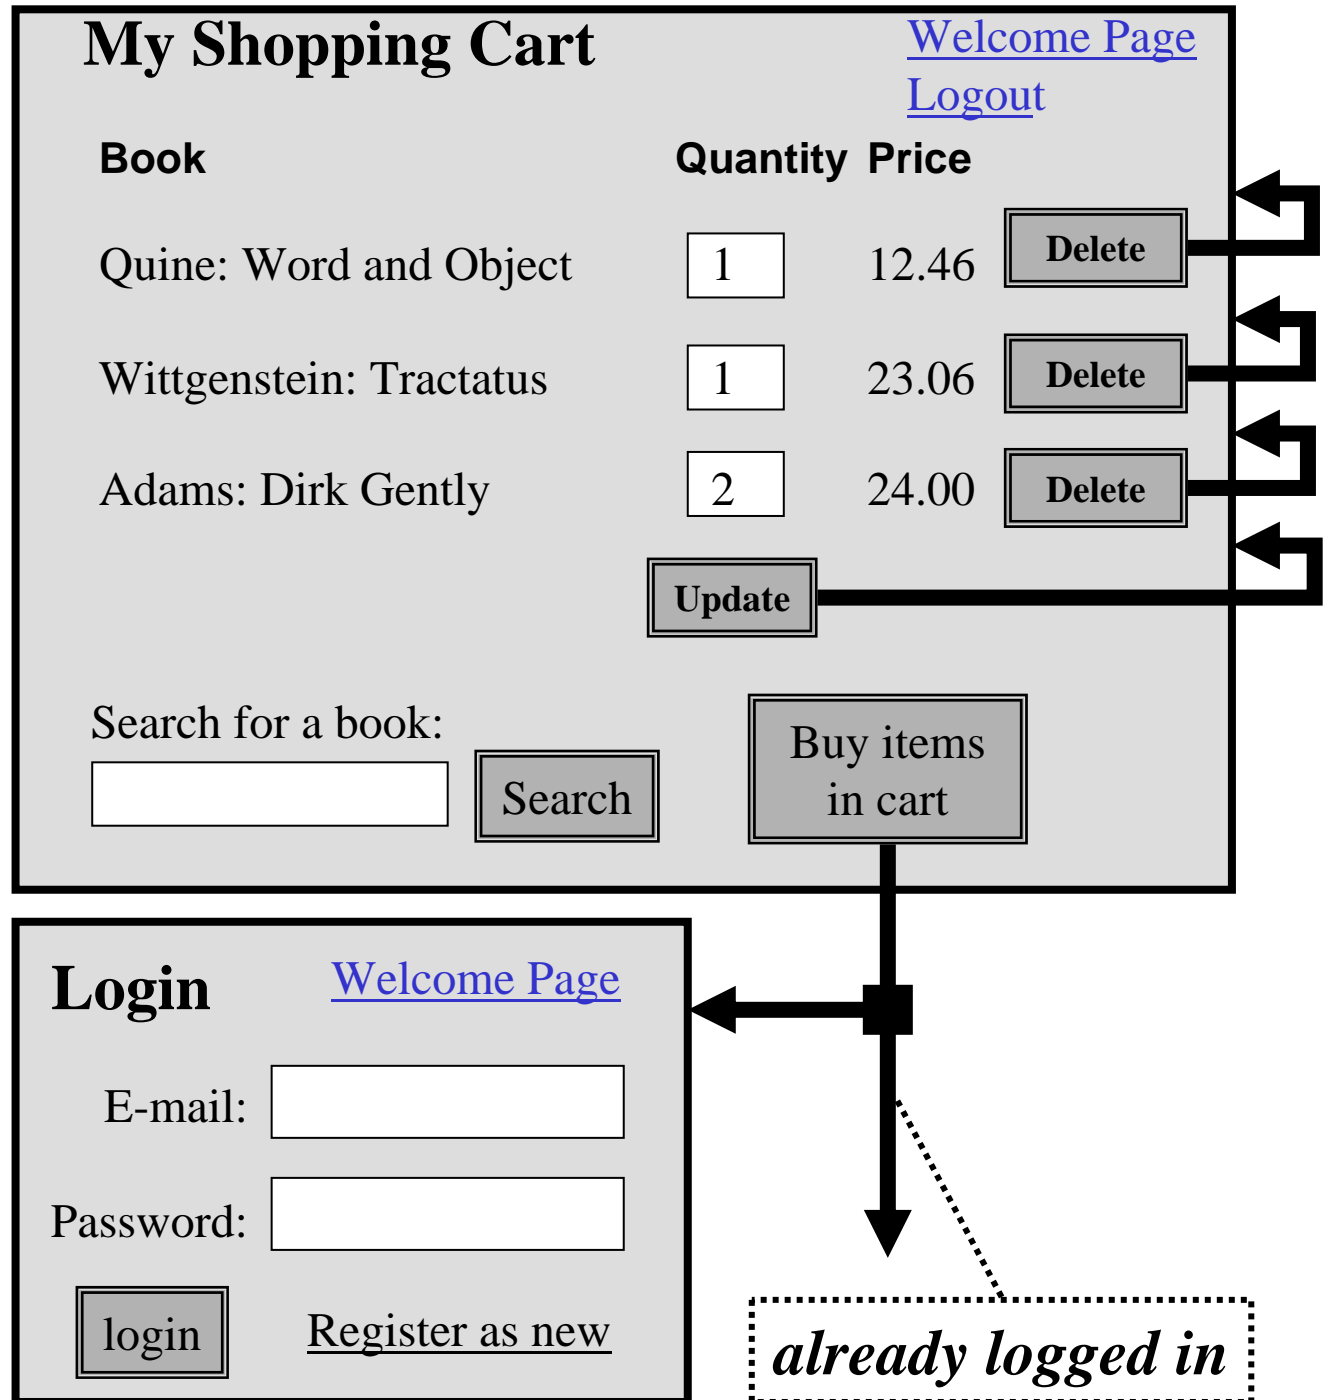 My Shopping Cart
Welcome Page
Logout
Book Quantity Price
Quine: Word and Object 1 12.46 Delete
Wittgenstein: Tractatus 1 23.06 Delete
Adams: Dirk Gently 2 24.00 Delete
Update
Search for a book:
Search
Buy items
in cart
Login Welcome Page
E-mail:
Password:
login Register as new
already logged in